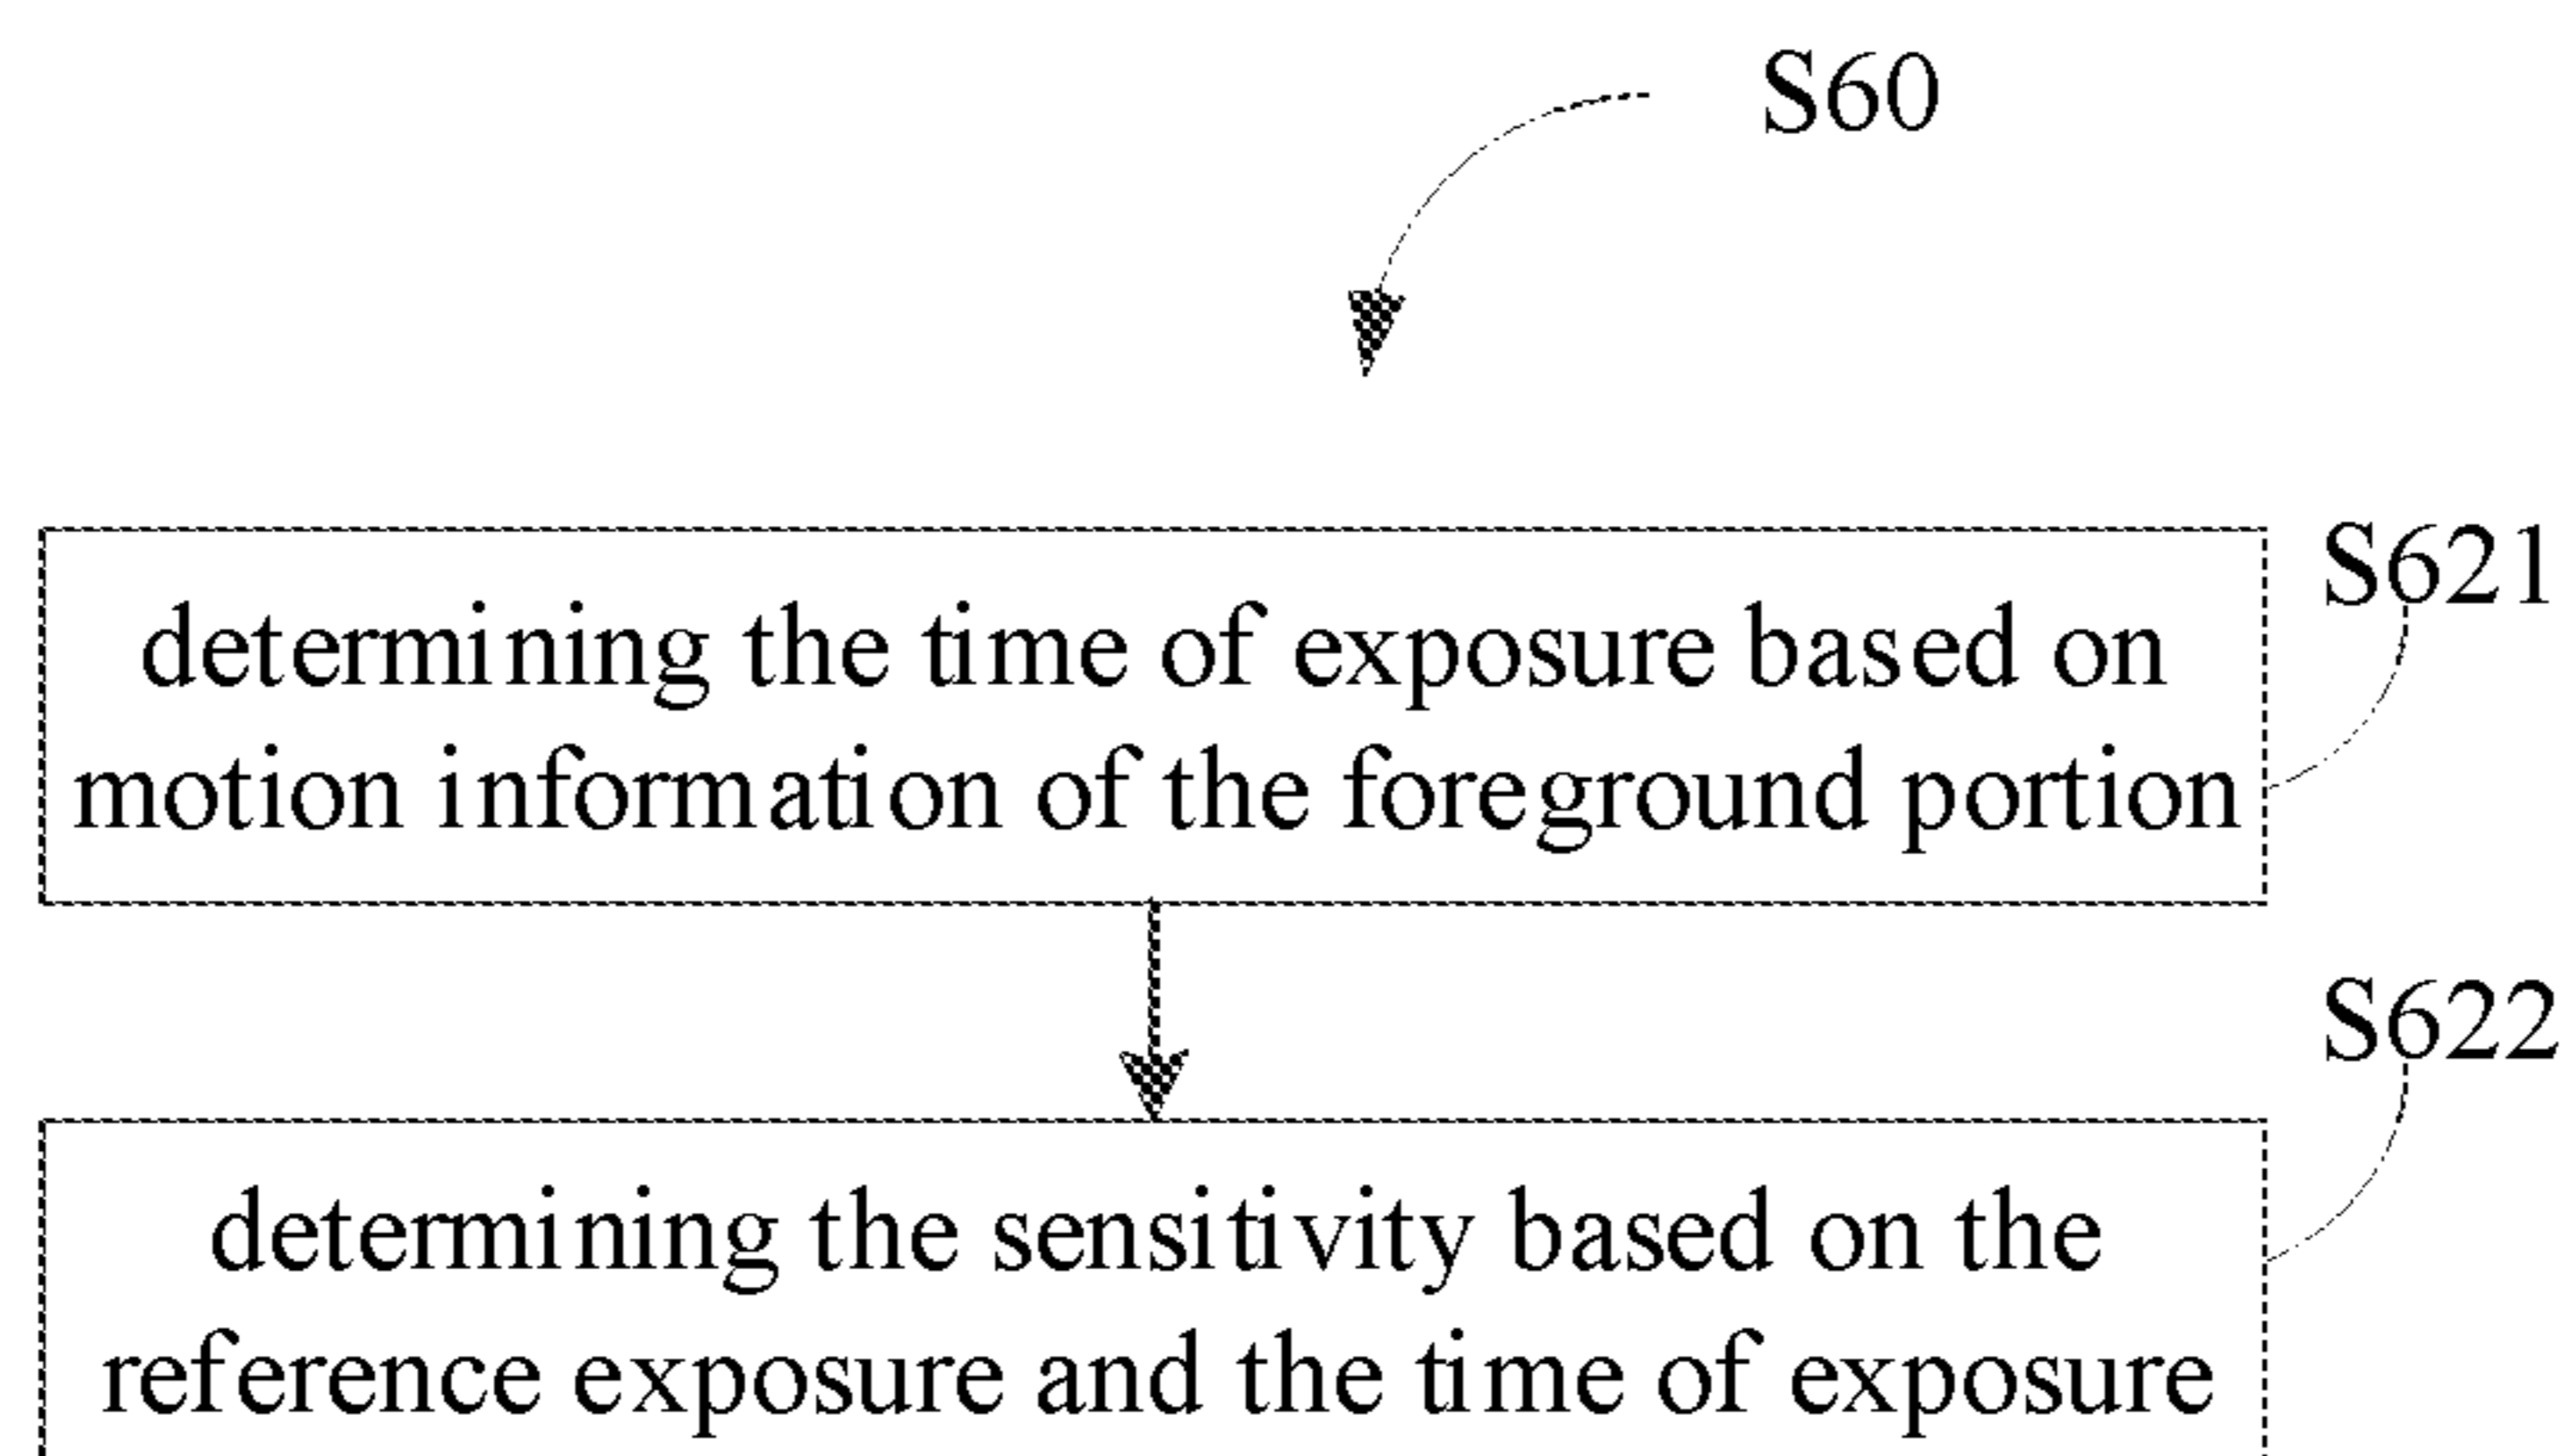 S60
S621
determining the time of exposure based on
motion information of the foreground portion
S622
determining the sensitivity based on the
reference exposure and the time of exposure